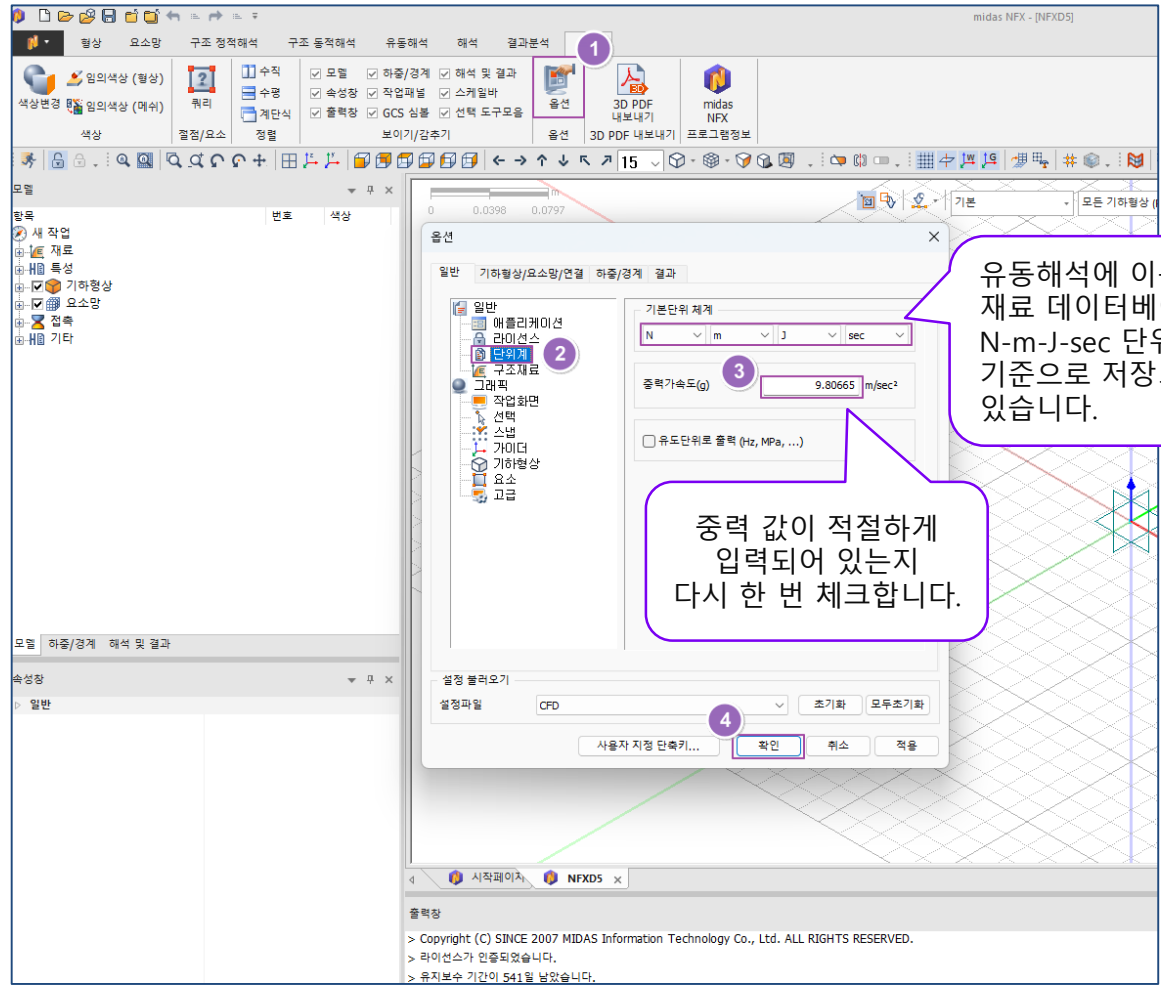 midas NFX - [NFXD5]
형상 요소망 구조 정적해석 구조 동적해석 유동해석 해석 결과분석
1
색상변경
임의색상 (형상)
임의색상 (메쉬)
색상
쿼리
절점/요소
수직
수평
계단식
정렬
모델 하중/경계 해석 및 결과
속성창 작업패널 스케일바
출력창 GCS 심볼 선택 도구모음
보이기/감추기
옵션
옵션
3D PDF
내보내기
3D PDF 내보내기
midas
NFX
프로그램정보
15
모델
항목 번호 색상
새 작업
재료
특성
기하형상
요소망
접촉
기타
모델 하중/경계 해석 및 결과
속성창
일반
m
0 0.0398 0.0797
기본
모든 기하형상
옵션
일반 기하형상/요소망/연결 하중/경계 결과
일반
애플리케이션
라이선스
단위계
2
구조재료
그래픽
작업화면
선택
스냅
가이더
기하형상
요소
고급
기본단위 체계
N m J sec
3
중력가속도(g) 9.80665 m/sec²
유도단위로 출력 (Hz, MPa, ...)
유동해석에
재료 데이터베
N-m-J-sec
기준으로 저장
있습니다.
중력 값이 적절하게
입력되어 있는지
다시 한 번 체크합니다.
설정 불러오기
설정파일 CFD 초기화 모두초기화
4
사용자 지정 단축키... 확인 취소 적용
시작페이지 NFXD5
출력창
> Copyright (C) SINCE 2007 MIDAS Information Technology Co., Ltd. ALL RIGHTS RESERVED.
> 라이선스가 인증되었습니다.
> 유지보수 기간이 541일 남았습니다.